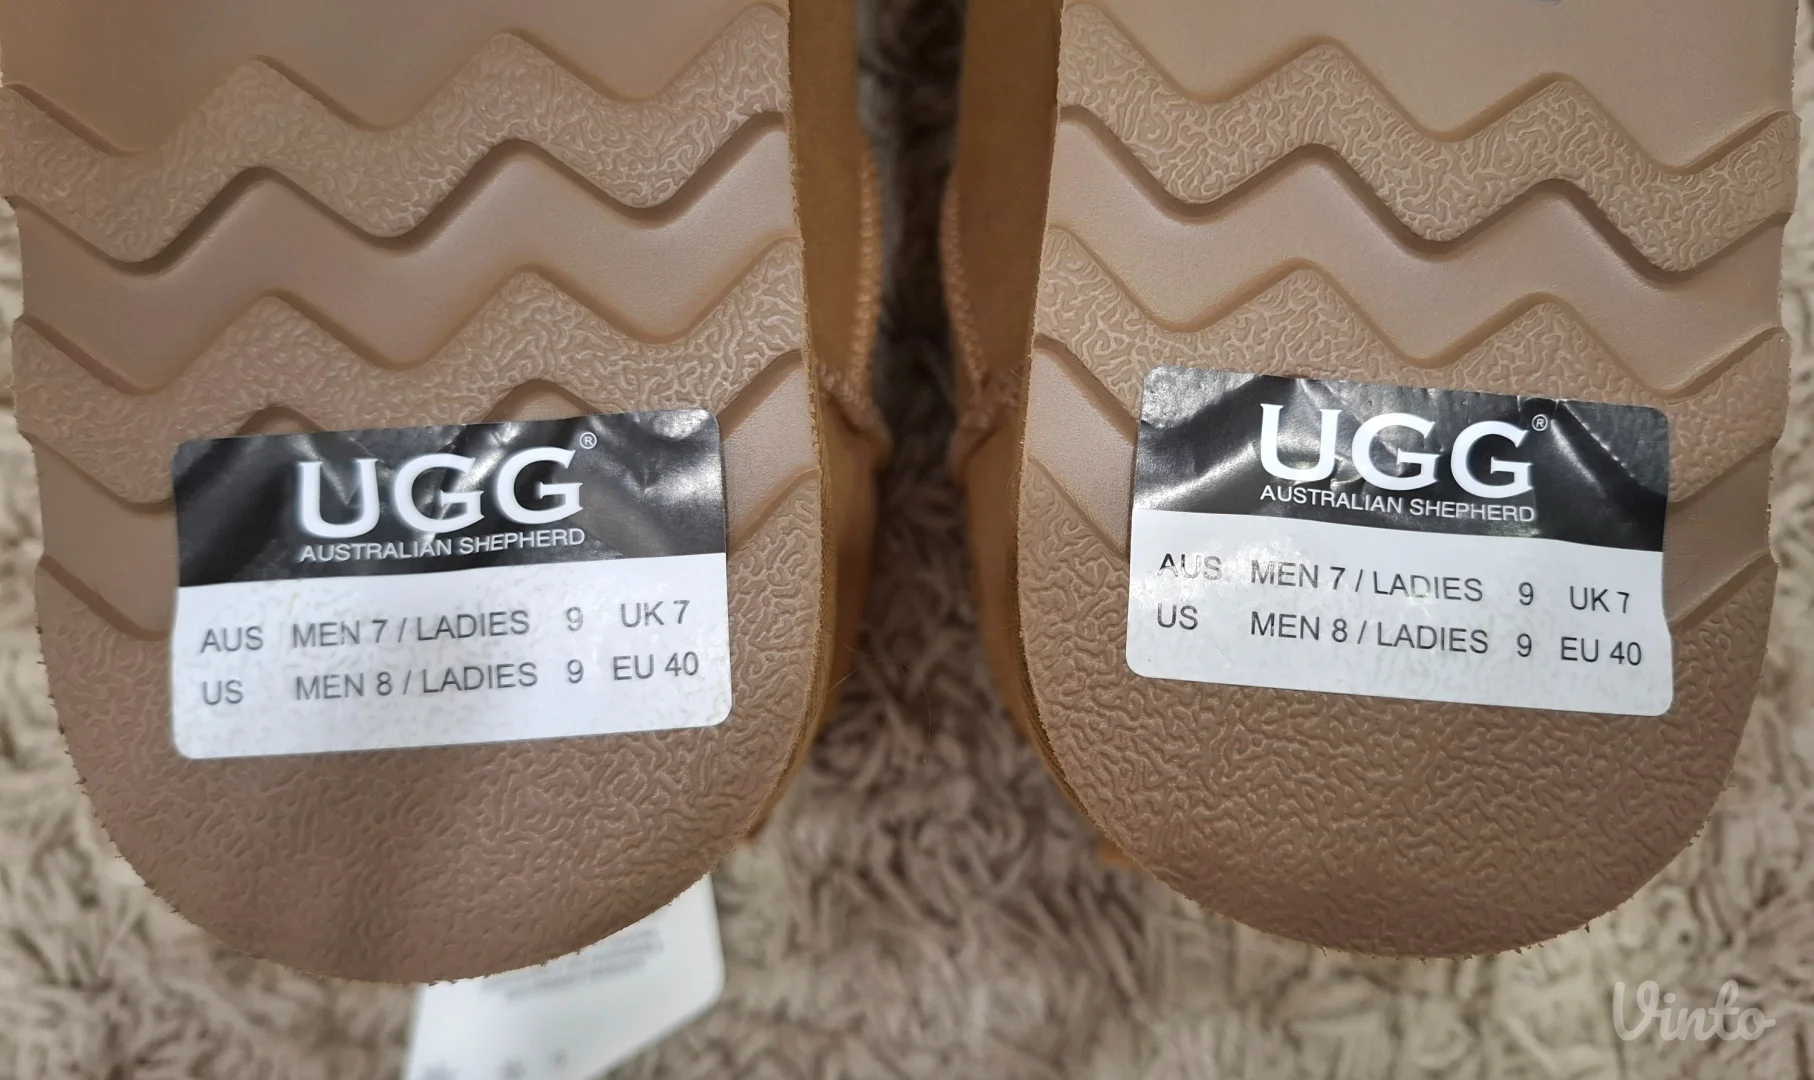 UGG®
AUSTRALIAN SHEPHERD
AUS MEN 7 / LADIES 9 UK 7
US MEN 8 / LADIES 9 EU 40
UGG®
AUSTRALIAN SHEPHERD
AUS MEN 7 / LADIES 9 UK 7
US MEN 8 / LADIES 9 EU 40
Vinto